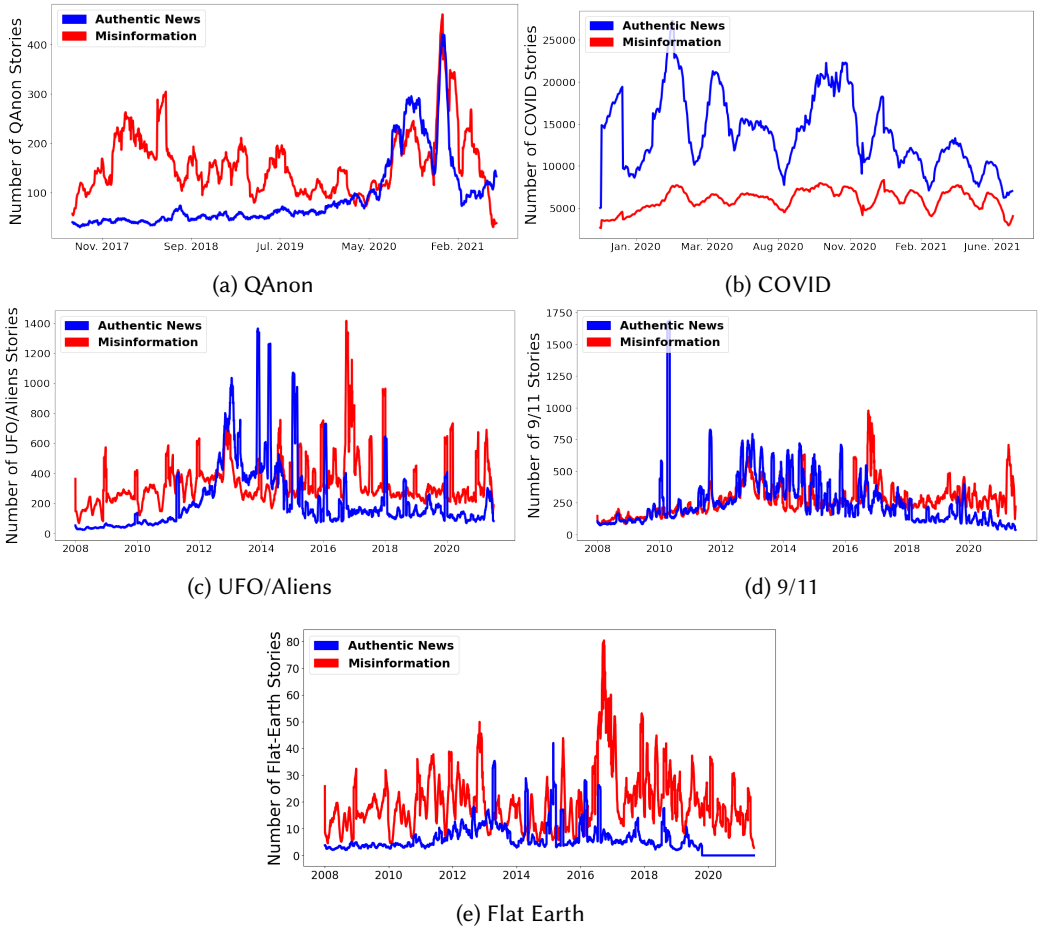 Authentic News
Misinformation
Number of QAnon Stories
400
300
200
100
Nov. 2017 Sep. 2018 Jul. 2019 May. 2020 Feb. 2021
(a) QAnon
Authentic News
Misinformation
Number of COVID Stories
25000
20000
15000
10000
5000
Jan. 2020 Mar. 2020 Aug. 2020 Nov. 2020 Feb. 2021 June. 2021
(b) COVID
Authentic News
Misinformation
Number of UFO/Aliens Stories
1400
1200
1000
800
600
400
200
0
2008 2010 2012 2014 2016 2018 2020
(c) UFO/Aliens
Authentic News
Misinformation
Number of 9/11 Stories
1750
1500
1250
1000
750
500
250
0
2008 2010 2012 2014 2016 2018 2020
(d) 9/11
Authentic News
Misinformation
Number of Flat-Earth Stories
80
70
60
50
40
30
20
10
0
2008 2010 2012 2014 2016 2018 2020
(e) Flat Earth